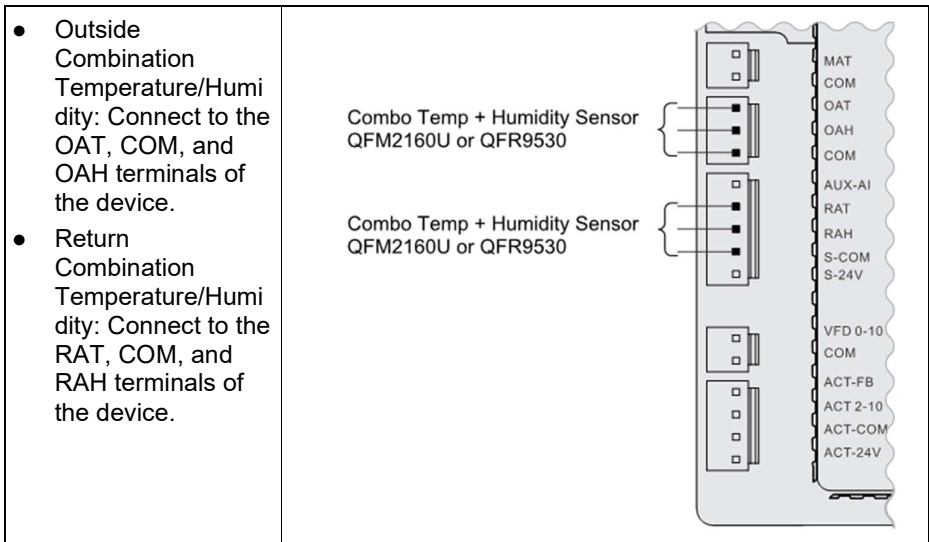 ● Outside
Combination
Temperature/Humi
dity: Connect to the
OAT, COM, and
OAH terminals of
the device.
● Return
Combination
Temperature/Humi
dity: Connect to the
RAT, COM, and
RAH terminals of
the device.
Combo Temp + Humidity Sensor
QFM2160U or QFR9530
Combo Temp + Humidity Sensor
QFM2160U or QFR9530
MAT
COM
OAT
OAH
COM
AUX-AI
RAT
RAH
S-COM
S-24V
VFD 0-10
COM
ACT-FB
ACT 2-10
ACT-COM
ACT-24V